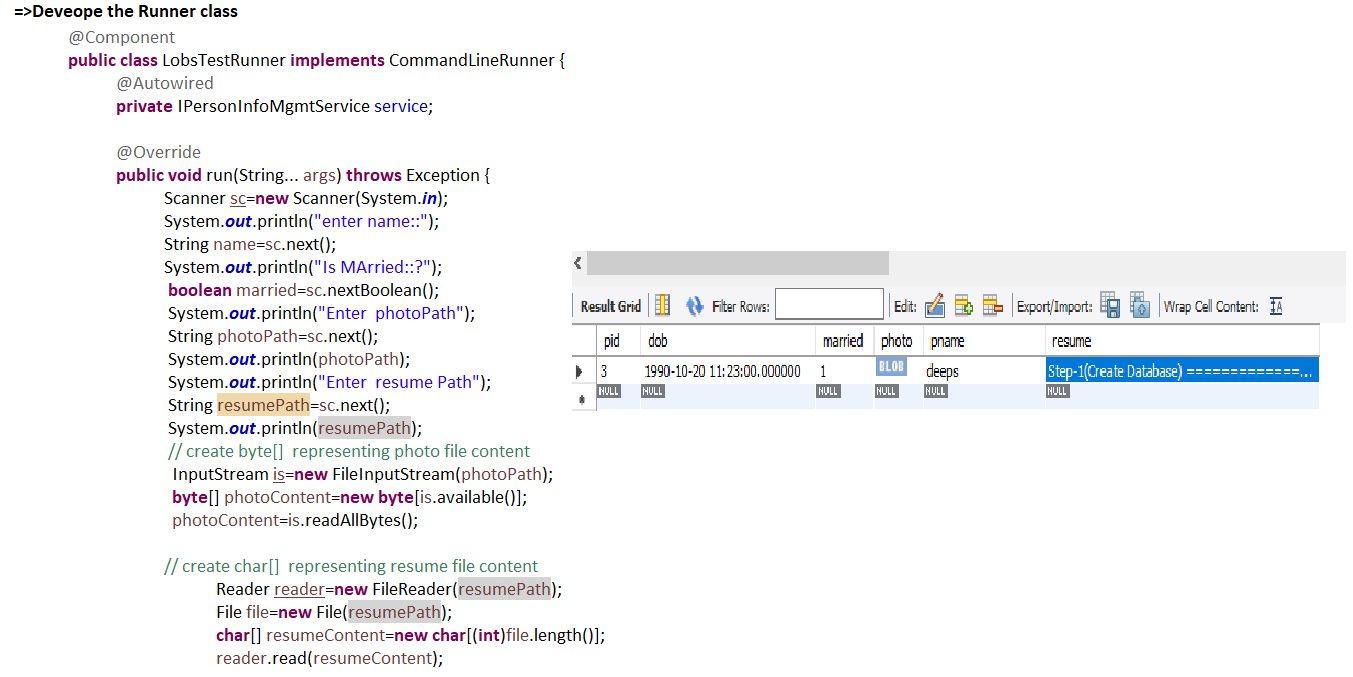 =>Deveope the Runner class
@Component
public class LobsTestRunner implements CommandLineRunner {
@Autowired
private IPersonInfoMgmtService service;
@Override
public void run(String... args) throws Exception {
Scanner sc=new Scanner(System.in);
System.out.println("enter name::");
String name=sc.next();
System.out.println("Is MArried::?");
boolean married=sc.nextBoolean();
System.out.println("Enter  photoPath");
String photoPath=sc.next();
System.out.println(photoPath);
System.out.println("Enter  resume Path");
String resumePath=sc.next();
System.out.println(resumePath);
// create byte[]  representing photo file content
InputStream is=new FileInputStream(photoPath);
byte[] photoContent=new byte[is.available()];
photoContent=is.readAllBytes();
// create char[]  representing resume file content
Reader reader=new FileReader(resumePath);
File file=new File(resumePath);
char[] resumeContent=new char[(int)file.length()];
reader.read(resumeContent);
Result Grid Filter Rows: Edit: Export/Import: Wrap Cell Content: IA
pid dob married photo pname resume
3 1990-10-20 11:23:00.000000 1 BLOB deeps Step-1(Create Database) =============...
NULL NULL NULL NULL NULL NULL